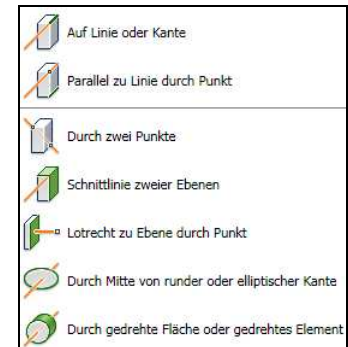 Auf Linie oder Kante
Parallel zu Linie durch Punkt
Durch zwei Punkte
Schnittlinie zweier Ebenen
Lotrecht zu Ebene durch Punkt
Durch Mitte von runder oder elliptischer Kante
Durch gedrehte Fläche oder gedrehtes Element